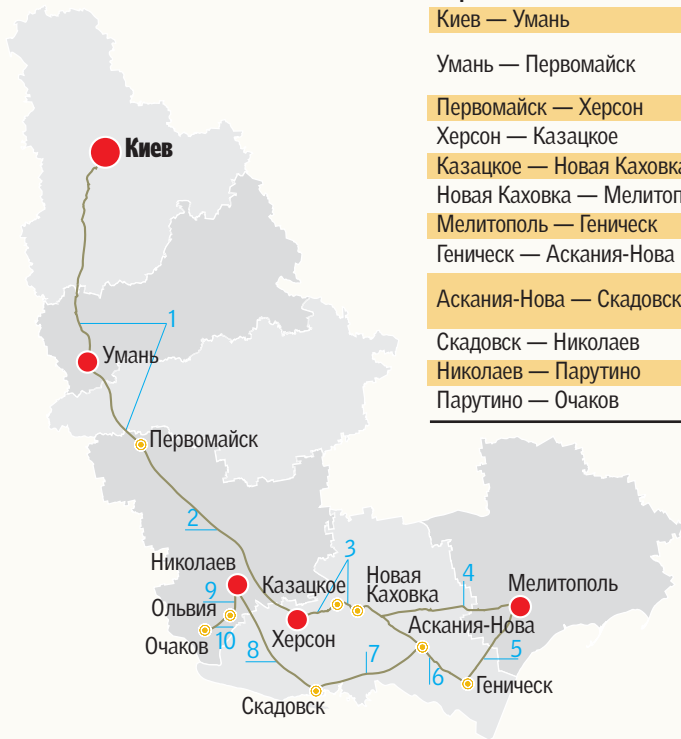 Киев — Умань
Умань — Первомайск
Первомайск — Херсон
Херсон — Казацкое
Казацкое — Новая Каховка
Новая Каховка — Мелитоп
Мелитополь — Геническ
Геническ — Аскания-Нова
Аскания-Нова — Скадовск
Скадовск — Николаев
Николаев — Парутино
Парутино — Очаков
Киев
1
Умань
Первомайск
2
Николаев
3
Казацкое
Новая
Каховка
4
Мелитополь
9
Ольвия
Очаков
10
Херсон
Аскания-Нова
8
7
6
5
Геническ
Скадовск